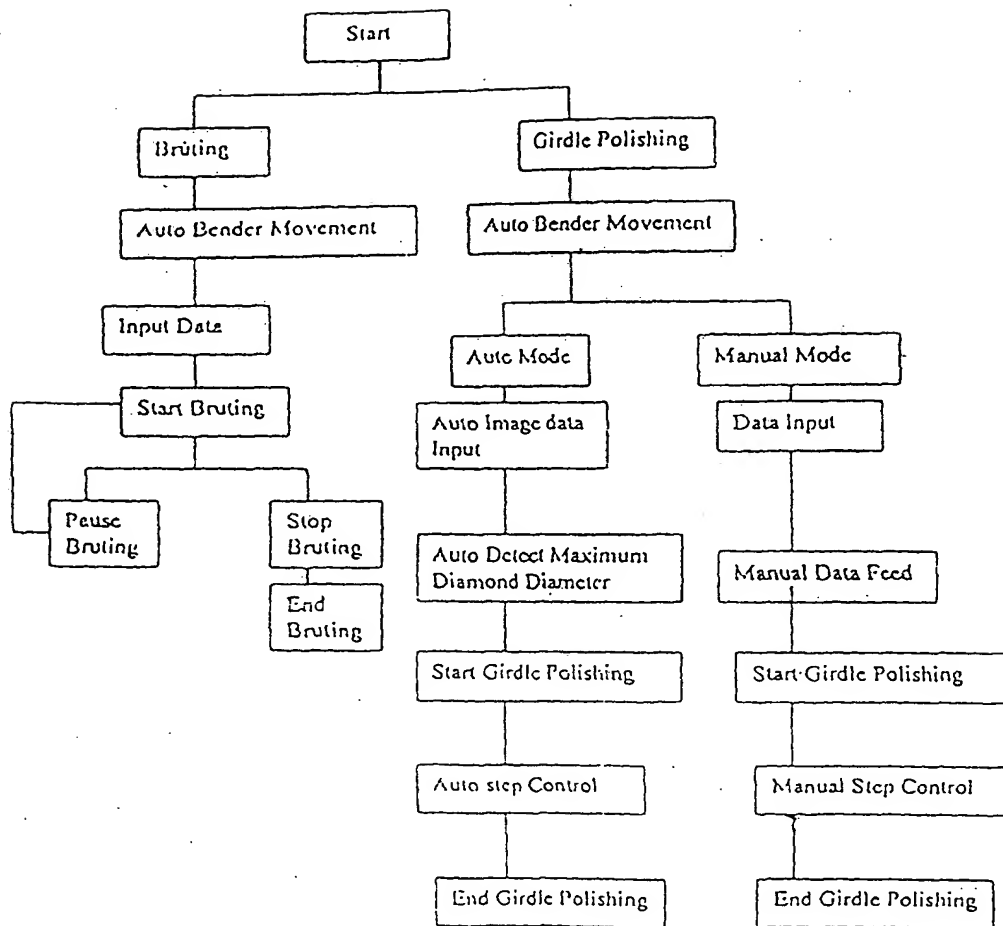 Start
Bruting
Girdle Polishing
Auto Bender Movement
Auto Bender Movement
Input Data
Auto Mode
Manual Mode
Start Bruting
Auto Image data
Input
Data Input
Pause
Bruting
Stop
Bruting
Auto Detect Maximum
Diamond Diameter
Manual Data Feed
End
Bruting
Start Girdle Polishing
Start Girdle Polishing
Auto step Control
Manual Step Control
End Girdle Polishing
End Girdle Polishing